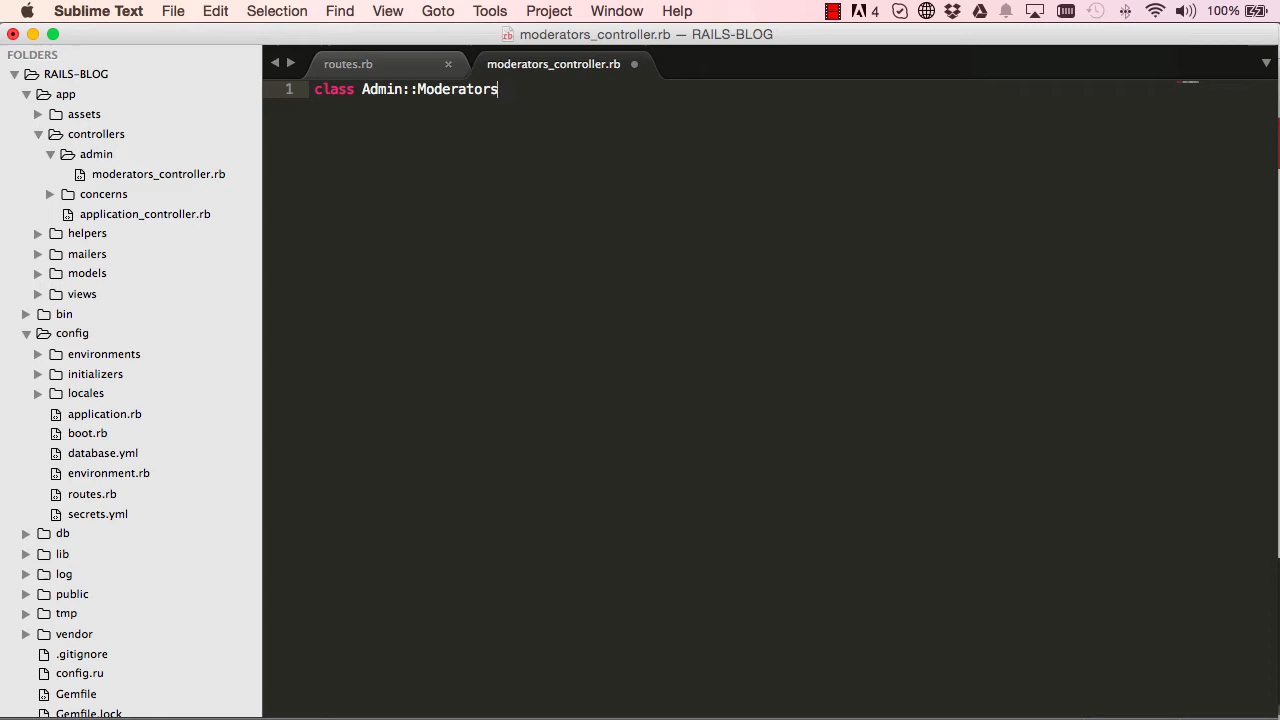 Sublime Text File Edit Selection Find View Goto Tools Project Window Help 4 100%
moderators_controller.rb — RAILS-BLOG
FOLDERS
RAILS-BLOG
app
assets
controllers
admin
moderators_controller.rb
concerns
application_controller.rb
helpers
mailers
models
views
bin
config
environments
initializers
locales
application.rb
boot.rb
database.yml
environment.rb
routes.rb
secrets.yml
db
lib
log
public
tmp
vendor
.gitignore
config.ru
Gemfile
Gemfile.lock
routes.rb × moderators_controller.rb
1 class Admin::Moderators